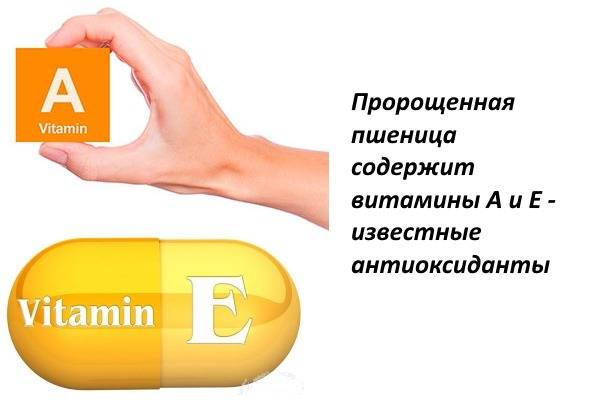 A
Vitamin
Vitamin E
Пророщенная
пшеница
содержит
витамины А и Е -
известные
антиоксиданты